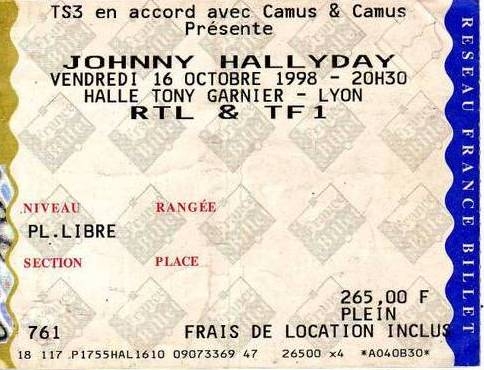 TS3 en accord avec Camus & Camus
Présente
JOHNNY HALLYDAY
VENDREDI 16 OCTOBRE 1998 - 20H30
HALLE TONY GARNIER - LYON
RTL & TF1
NIVEAU RANGÉE
PL.LIBRE
SECTION PLACE
265,00 F
PLEIN
761 FRAIS DE LOCATION INCLUS
18 117 P1755HAL1610 09073369 47 26500 x4 *A040B30*
RESEAU FRANCE BILLET